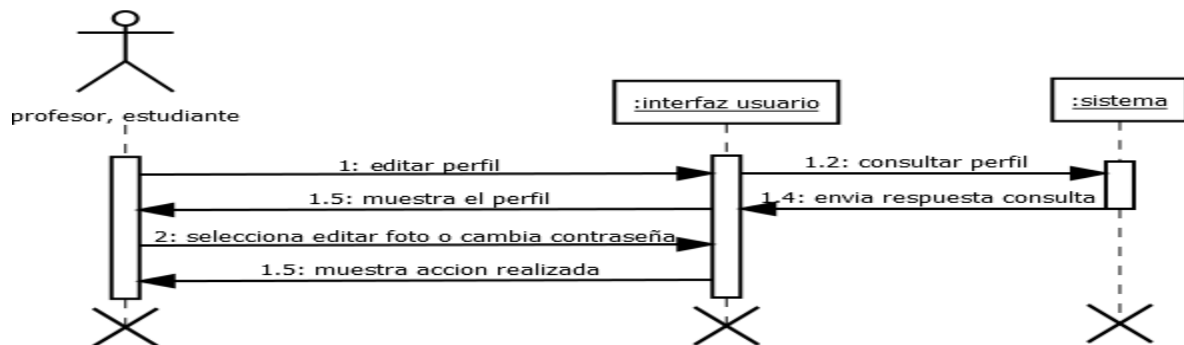 profesor, estudiante
:interfaz usuario
:sistema
1: editar perfil
1.2: consultar perfil
1.5: muestra el perfil
1.4: envia respuesta consulta
2: selecciona editar foto o cambia contraseña
1.5: muestra accion realizada